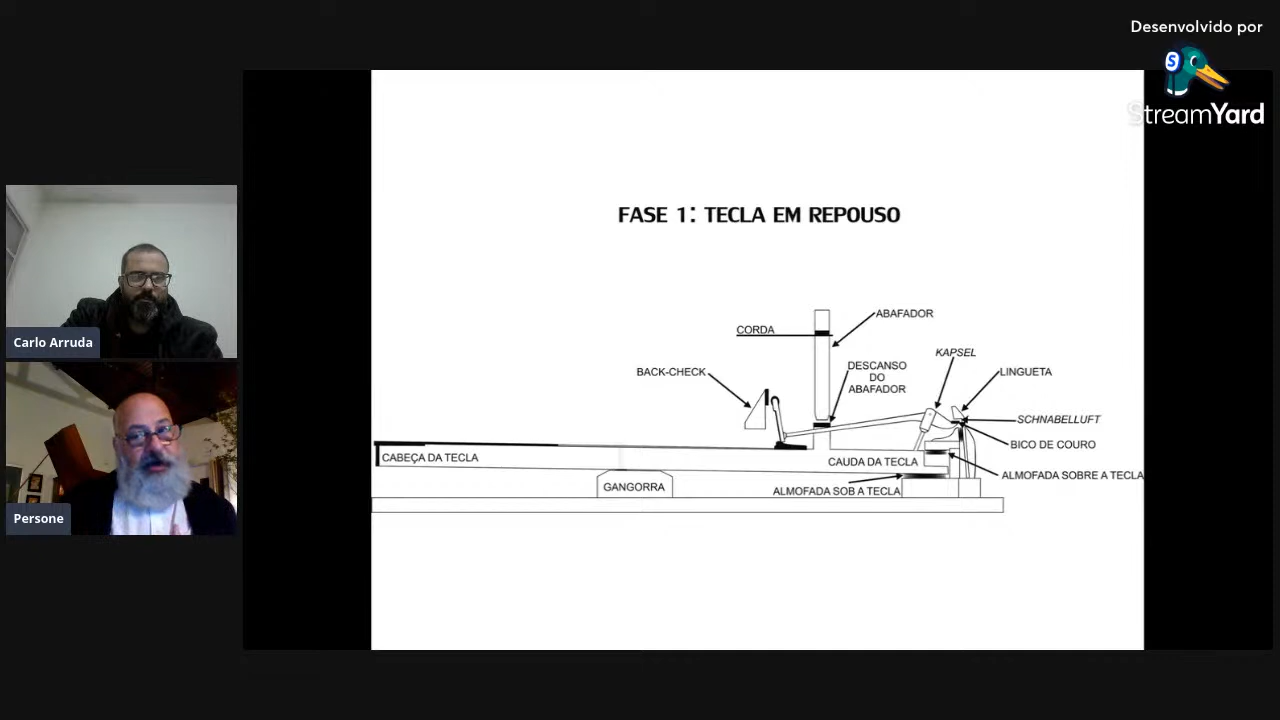 Desenvolvido por
StreamYard
FASE 1: TECLA EM REPOUSO
ABAFADOR
CORDA
KAPSEL
BACK-CHECK
DESCANSO
DO
ABAFADOR
LINGUETA
SCHNABELLUFT
BICO DE COURO
CABEÇA DA TECLA
CAUDA DA TECLA
ALMOFADA SOBRE A TECLA
GANGORRA
ALMOFADA SOB A TECLA
Carlo Arruda
Persone